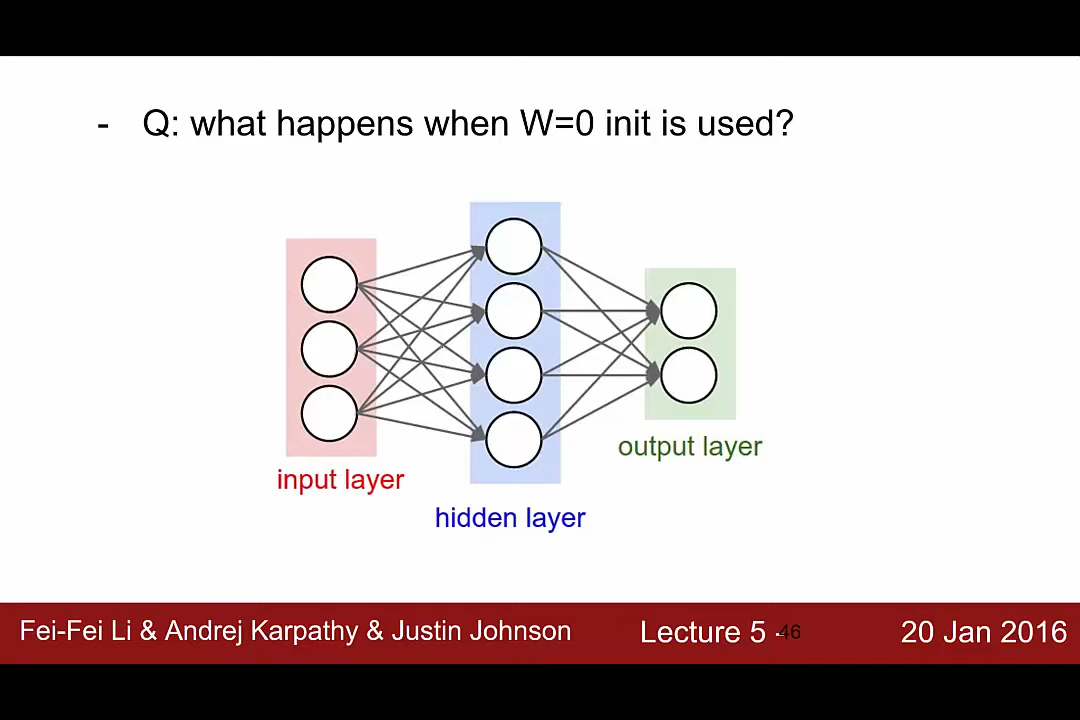 - Q: what happens when W=0 init is used?
input layer
hidden layer
output layer
Fei-Fei Li & Andrej Karpathy & Justin Johnson Lecture 5 - 46 20 Jan 2016